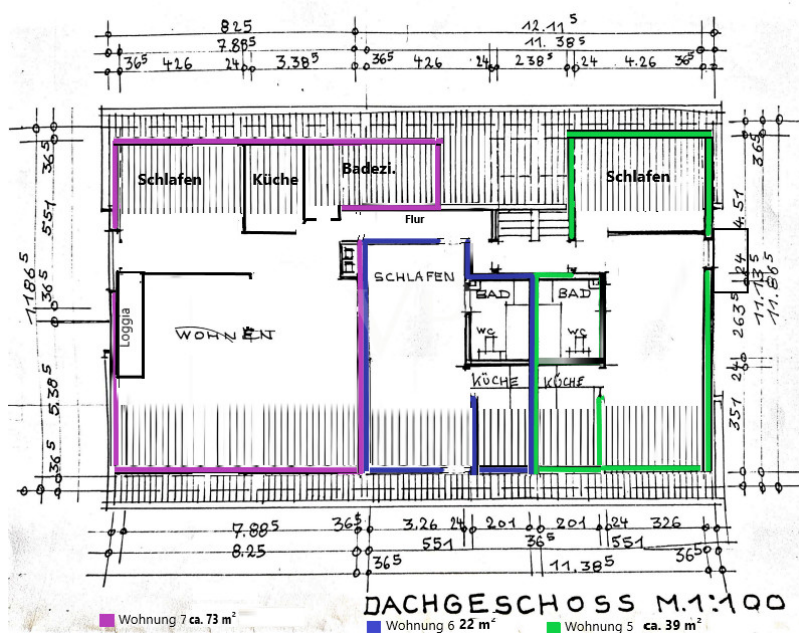 8 25
12.11⁵
7.88⁵
11.38⁵
36⁵ 426 24 3.38⁵ 36⁵ 426 24 238⁵ 24 4.26 36⁵
36⁵
5.51
36⁵
11.865
5.385
36⁵
Schlafen
Küche
Badezi.
Schlafen
Flur
SCHLAFEN
BAD
BAD
Loggia
WOHNEN
WC
WC
KÜCHE
KÜCHE
36⁵
4.51
24
2635
11.135
11.865
24
351
7.88⁵ 36⁵ 3.26 24 201 201 24 326
8.25 551 36⁵ 551 36⁵
36⁵ 11.38⁵
DACHGESCHOSS M.1:100
Wohnung 7 ca. 73 m²
Wohnung 6 22 m²
Wohnung 5 ca. 39 m²